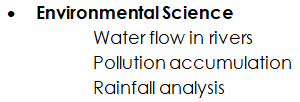 • Environmental Science
Water flow in rivers
Pollution accumulation
Rainfall analysis